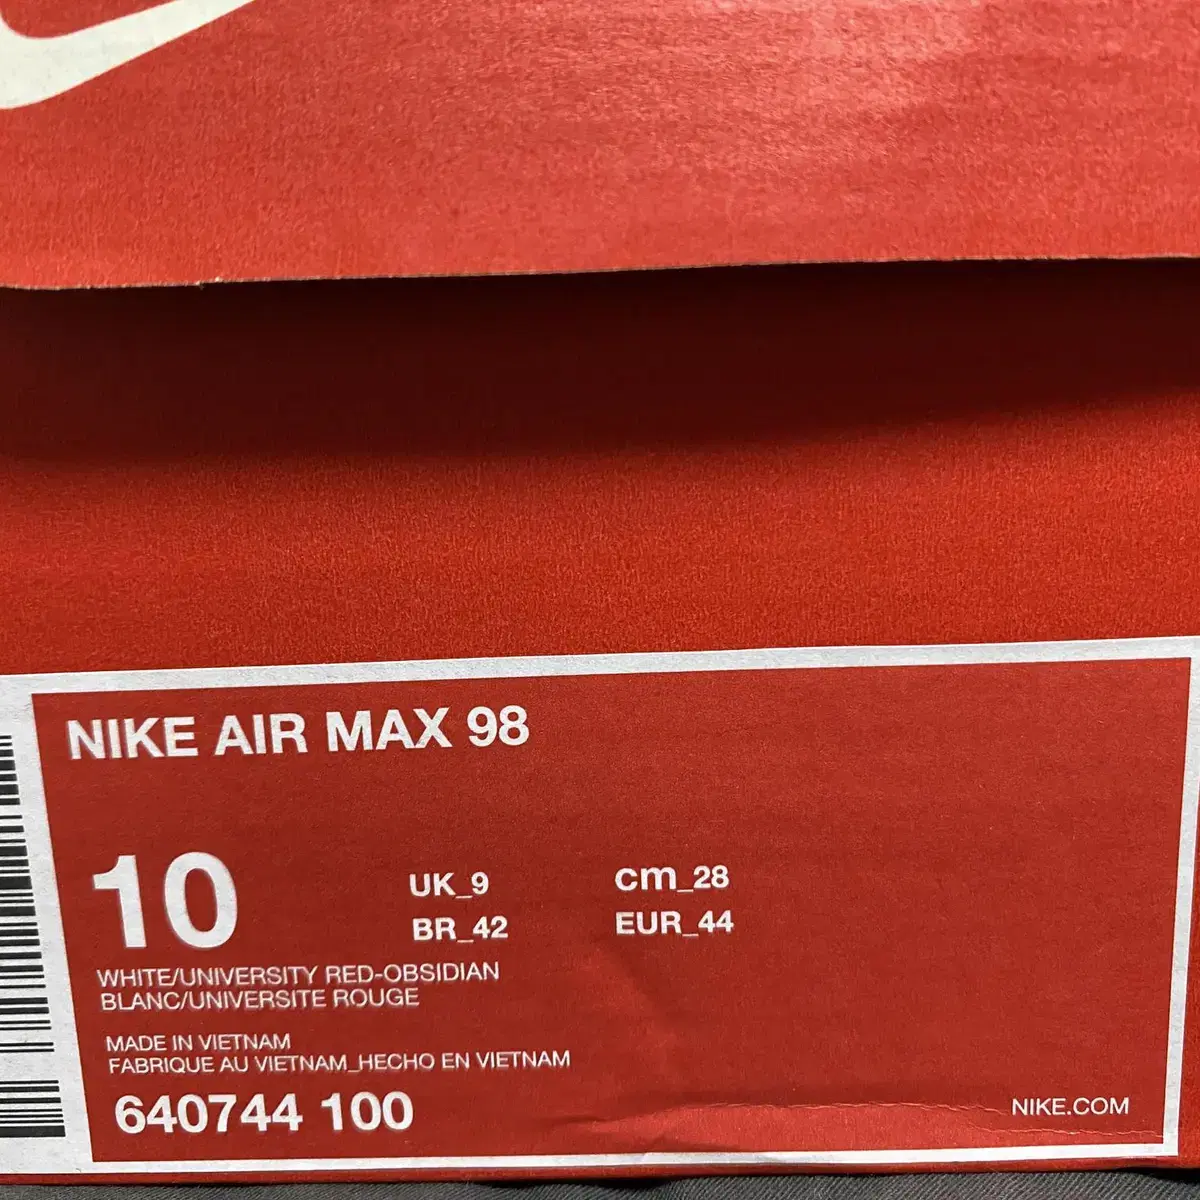 NIKE AIR MAX 98
10
UK_9 cm_28
BR_42 EUR_44
WHITE/UNIVERSITY RED-OBSIDIAN
BLANC/UNIVERSITE ROUGE
MADE IN VIETNAM
FABRIQUE AU VIETNAM_HECHO EN VIETNAM
640744 100
NIKE.COM